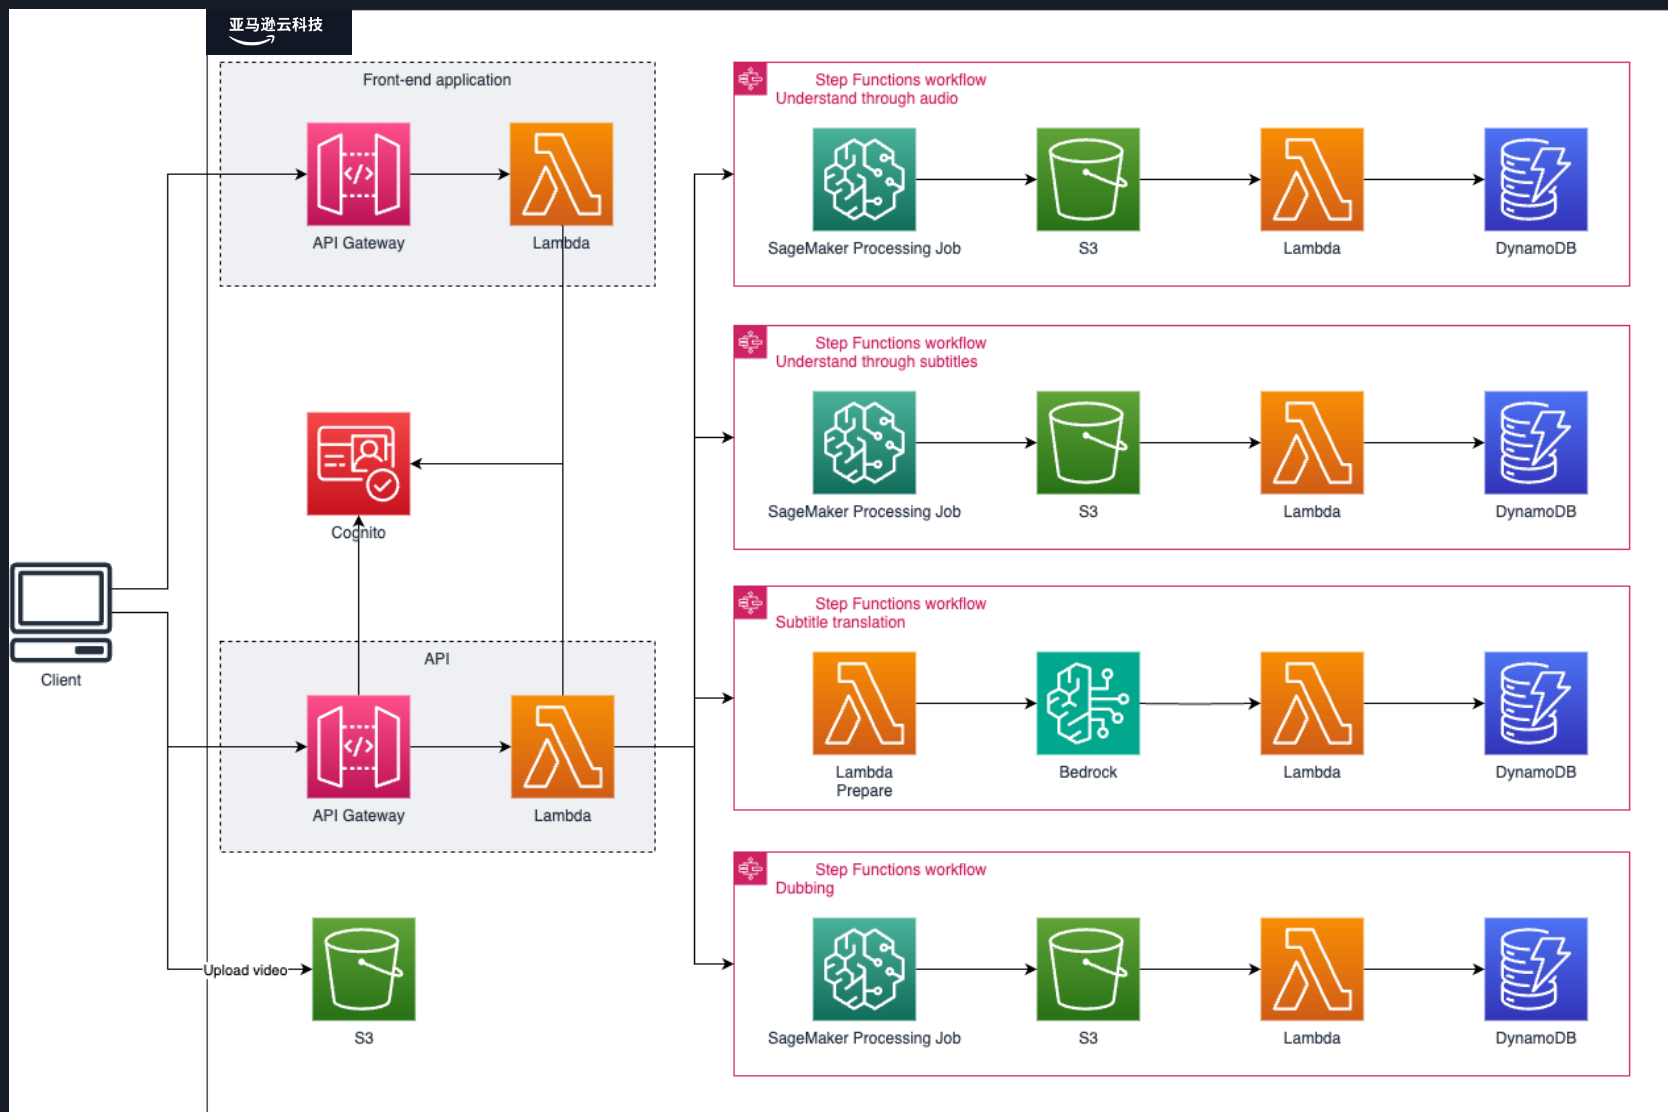 亚马逊云科技
Front-end application
API Gateway
Lambda
Cognito
Client
API
API Gateway
Lambda
Upload video
S3
Step Functions workflow
Understand through audio
SageMaker Processing Job
S3
Lambda
DynamoDB
Step Functions workflow
Understand through subtitles
SageMaker Processing Job
S3
Lambda
DynamoDB
Step Functions workflow
Subtitle translation
Lambda
Prepare
Bedrock
Lambda
DynamoDB
Step Functions workflow
Dubbing
SageMaker Processing Job
S3
Lambda
DynamoDB